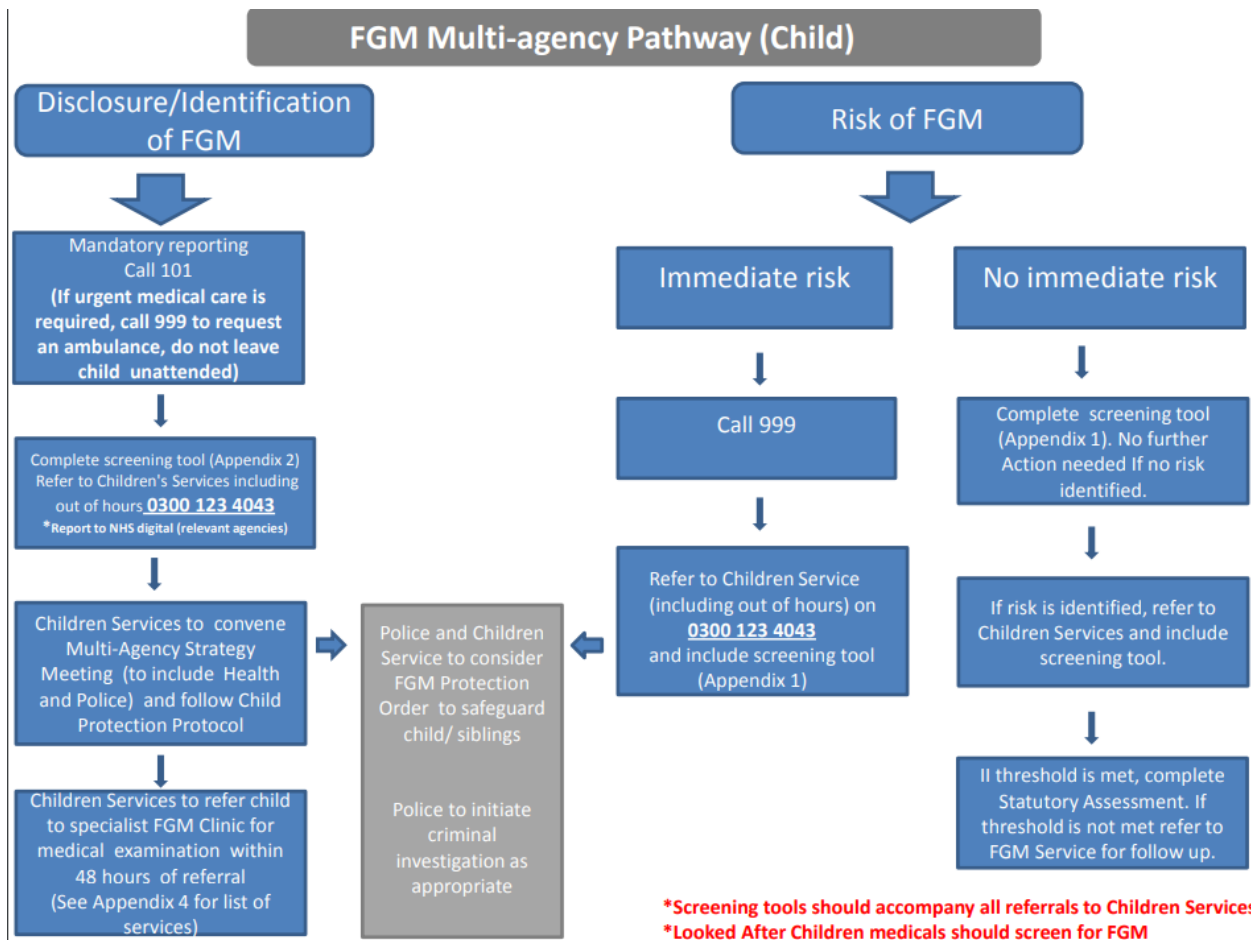 FGM Multi-agency Pathway (Child)
Disclosure/Identification
of FGM
Mandatory reporting
Call 101
(If urgent medical care is
required, call 999 to request
an ambulance, do not leave
child unattended)
Complete screening tool (Appendix 2)
Refer to Children's Services including
out of hours 0300 123 4043
*Report to NHS digital (relevant agencies)
Children Services to convene
Multi-Agency Strategy
Meeting (to include Health
and Police) and follow Child
Protection Protocol
Children Services to refer child
to specialist FGM Clinic for
medical examination within
48 hours of referral
(See Appendix 4 for list of
services)
Police and Children
Service to consider
FGM Protection
Order to safeguard
child/ siblings
Police to initiate
criminal
investigation as
appropriate
Risk of FGM
Immediate risk
Call 999
Refer to Children Service
(including out of hours) on
0300 123 4043
and include screening tool
(Appendix 1)
No immediate risk
Complete screening tool
(Appendix 1). No further
Action needed If no risk
identified.
If risk is identified, refer to
Children Services and include
screening tool.
II threshold is met, complete
Statutory Assessment. If
threshold is not met refer to
FGM Service for follow up.
*Screening tools should accompany all referrals to Children Services
*Looked After Children medicals should screen for FGM